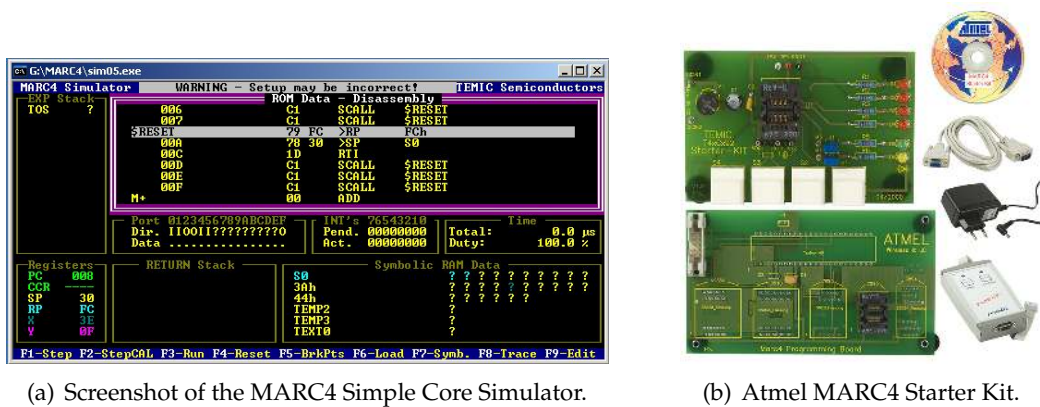 G:\MARC4\sim05.exe
MARC4 Simulator WARNING - Setup may be incorrect! TEMIC Semiconductors
EXP Stack
TOS ?
ROM Data - Disassembly
006 C1 SCALL $RESET
007 C1 SCALL $RESET
$RESET 79 FC >RP FCh
00A 78 30 >SP S0
00C 1D RTI
00D C1 SCALL $RESET
00E C1 SCALL $RESET
00F C1 SCALL $RESET
M+ 00 ADD
Port 0123456789ABCDEF
Dir. IIOOII?????????O
Data ................
INT's 76543210
Pend. 00000000
Act. 00000000
Time
Total: 0.0 µs
Duty: 100.0 %
Registers
PC 008
CCR ----
SP 30
RP FC
X 3E
Y 0F
RETURN Stack
Symbolic RAM Data
S0 ? ? ? ? ? ? ? ? ? ?
3Ah ? ? ? ? ? ? ? ? ? ?
44h ? ? ? ? ? ?
TEMP2 ?
TEMP3 ?
TEXT0 ?
F1-Step F2-StepCAL F3-Run F4-Reset F5-BrkPts F6-Load F7-Symb. F8-Trace F9-Edit
(a) Screenshot of the MARC4 Simple Core Simulator.
TEMIC
Starter-KIT
ATMEL
Marc4 Programming Board
ATMEL
(b) Atmel MARC4 Starter Kit.